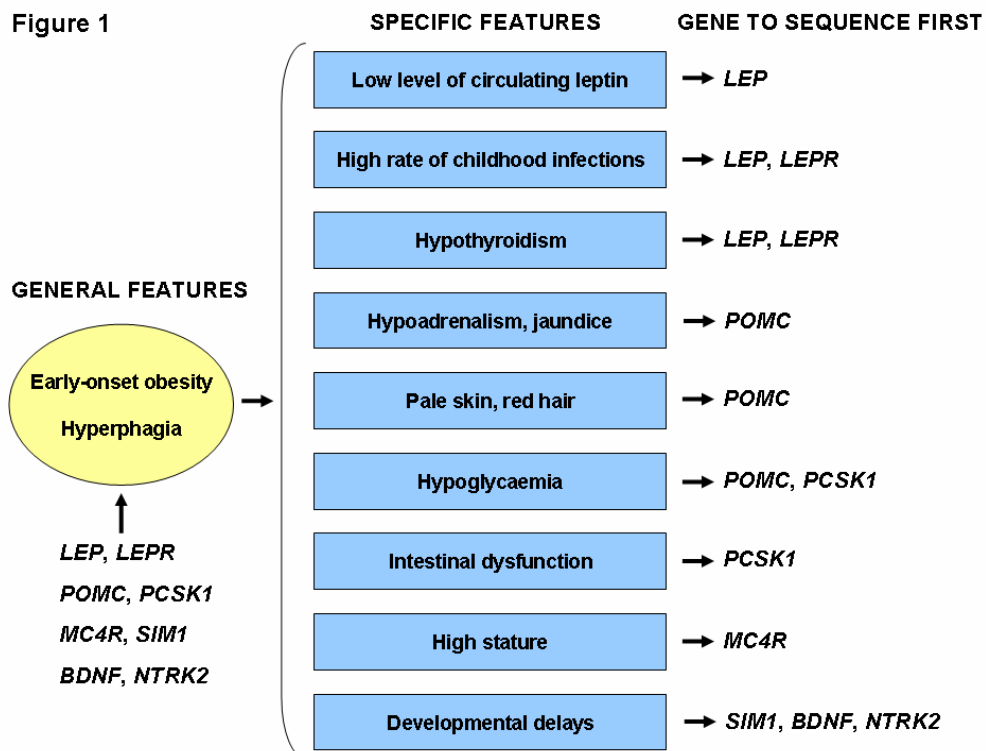 Figure 1
SPECIFIC FEATURES
GENE TO SEQUENCE FIRST
Low level of circulating leptin
LEP
High rate of childhood infections
LEP, LEPR
Hypothyroidism
LEP, LEPR
GENERAL FEATURES
Early-onset obesity
Hyperphagia
LEP, LEPR
POMC, PCSK1
MC4R, SIM1
BDNF, NTRK2
Hypoadrenalism, jaundice
POMC
Pale skin, red hair
POMC
Hypoglycaemia
POMC, PCSK1
Intestinal dysfunction
PCSK1
High stature
MC4R
Developmental delays
SIM1, BDNF, NTRK2